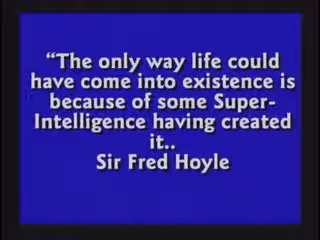 “The only way life could
have come into existence is
because of some Super-
Intelligence having created
it..
Sir Fred Hoyle